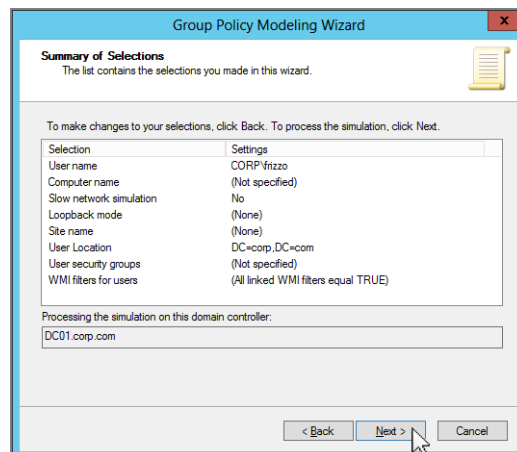 Group Policy Modeling Wizard
x
Summary of Selections
The list contains the selections you made in this wizard.
To make changes to your selections, click Back. To process the simulation, click Next.
Selection Settings
User name CORP\frizzo
Computer name (Not specified)
Slow network simulation No
Loopback mode (None)
Site name (None)
User Location DC=corp,DC=com
User security groups (Not specified)
WMI filters for users (All linked WMI filters equal TRUE)
Processing the simulation on this domain controller:
DC01.corp.com
< Back Next > Cancel